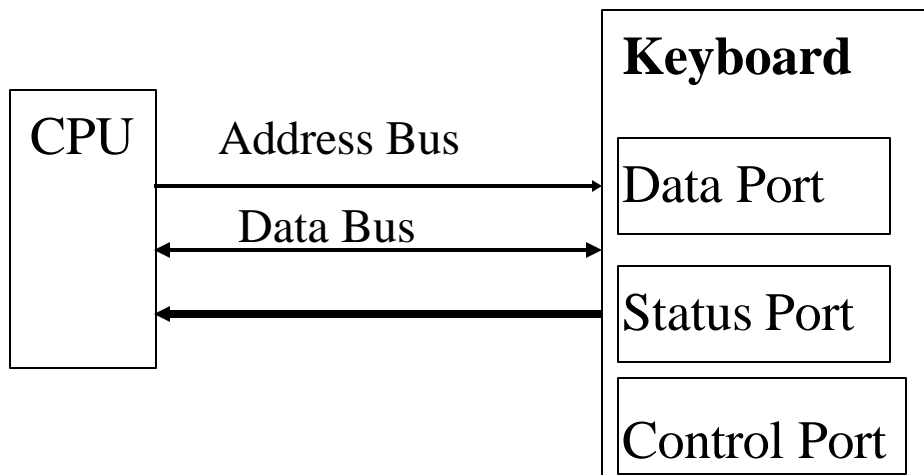 Keyboard
CPU
Address Bus
Data Port
Data Bus
Status Port
Control Port